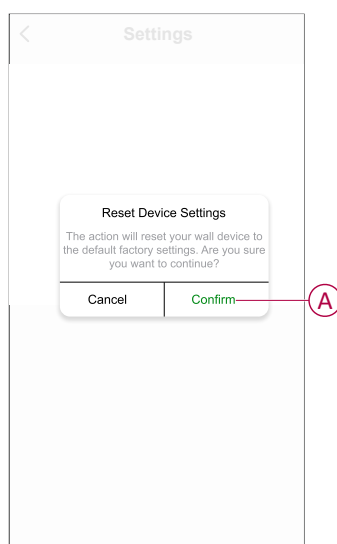 Settings
Reset Device Settings
The action will reset your wall device to
the default factory settings. Are you sure
you want to continue?
Cancel Confirm A